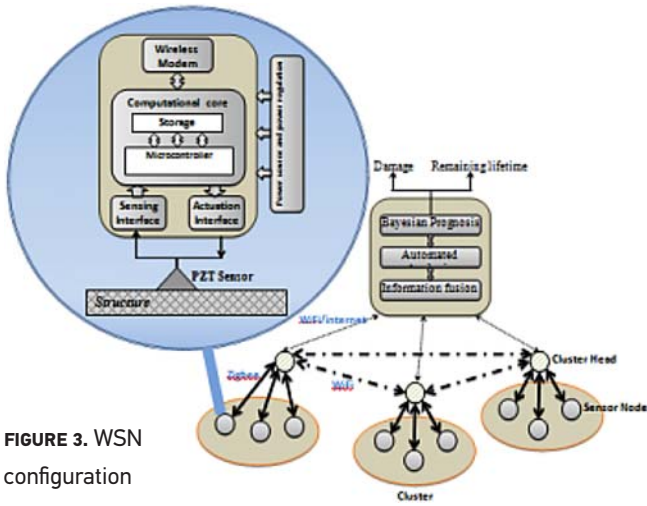 Wireless
Modem
Computational core
Storage
Microcontroller
Power source and power regulation
Sensing
Interface
Actuation
Interface
PZT Sensor
Structure
Damage
Remaining lifetime
Bayesian Prognosis
Automated
Information fusion
WiFi/internet
Zigbee
WiFi
Cluster Head
Sensor Node
Cluster
FIGURE 3. WSN
configuration